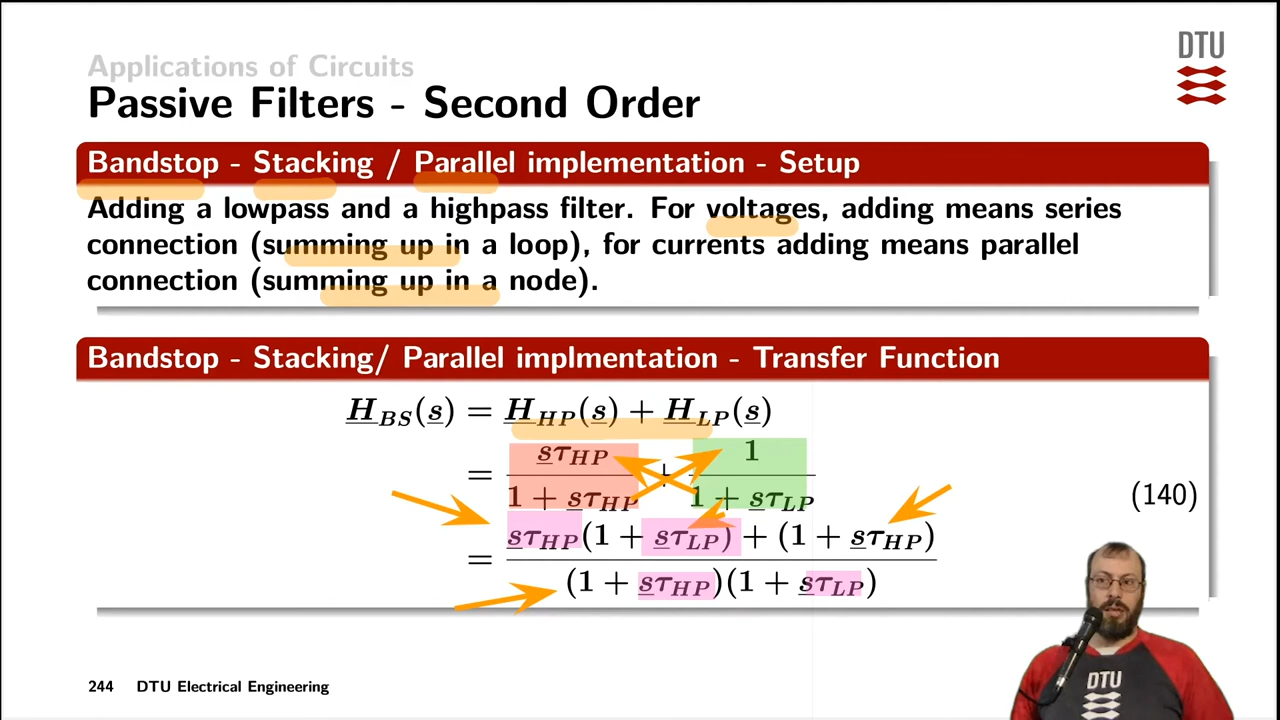 Applications of Circuits
DTU
Passive Filters - Second Order
Bandstop - Stacking / Parallel implementation - Setup
Adding a lowpass and a highpass filter. For voltages, adding means series
connection (summing up in a loop), for currents adding means parallel
connection (summing up in a node).
Bandstop - Stacking/ Parallel implmentation - Transfer Function
H_BS(s) = H_HP(s) + H_LP(s)
= sτ_HP / (1 + sτ_HP) + 1 / (1 + sτ_LP)
(140)
= (sτ_HP(1 + sτ_LP) + (1 + sτ_HP)) / ((1 + sτ_HP)(1 + sτ_LP))
DTU
244 DTU Electrical Engineering